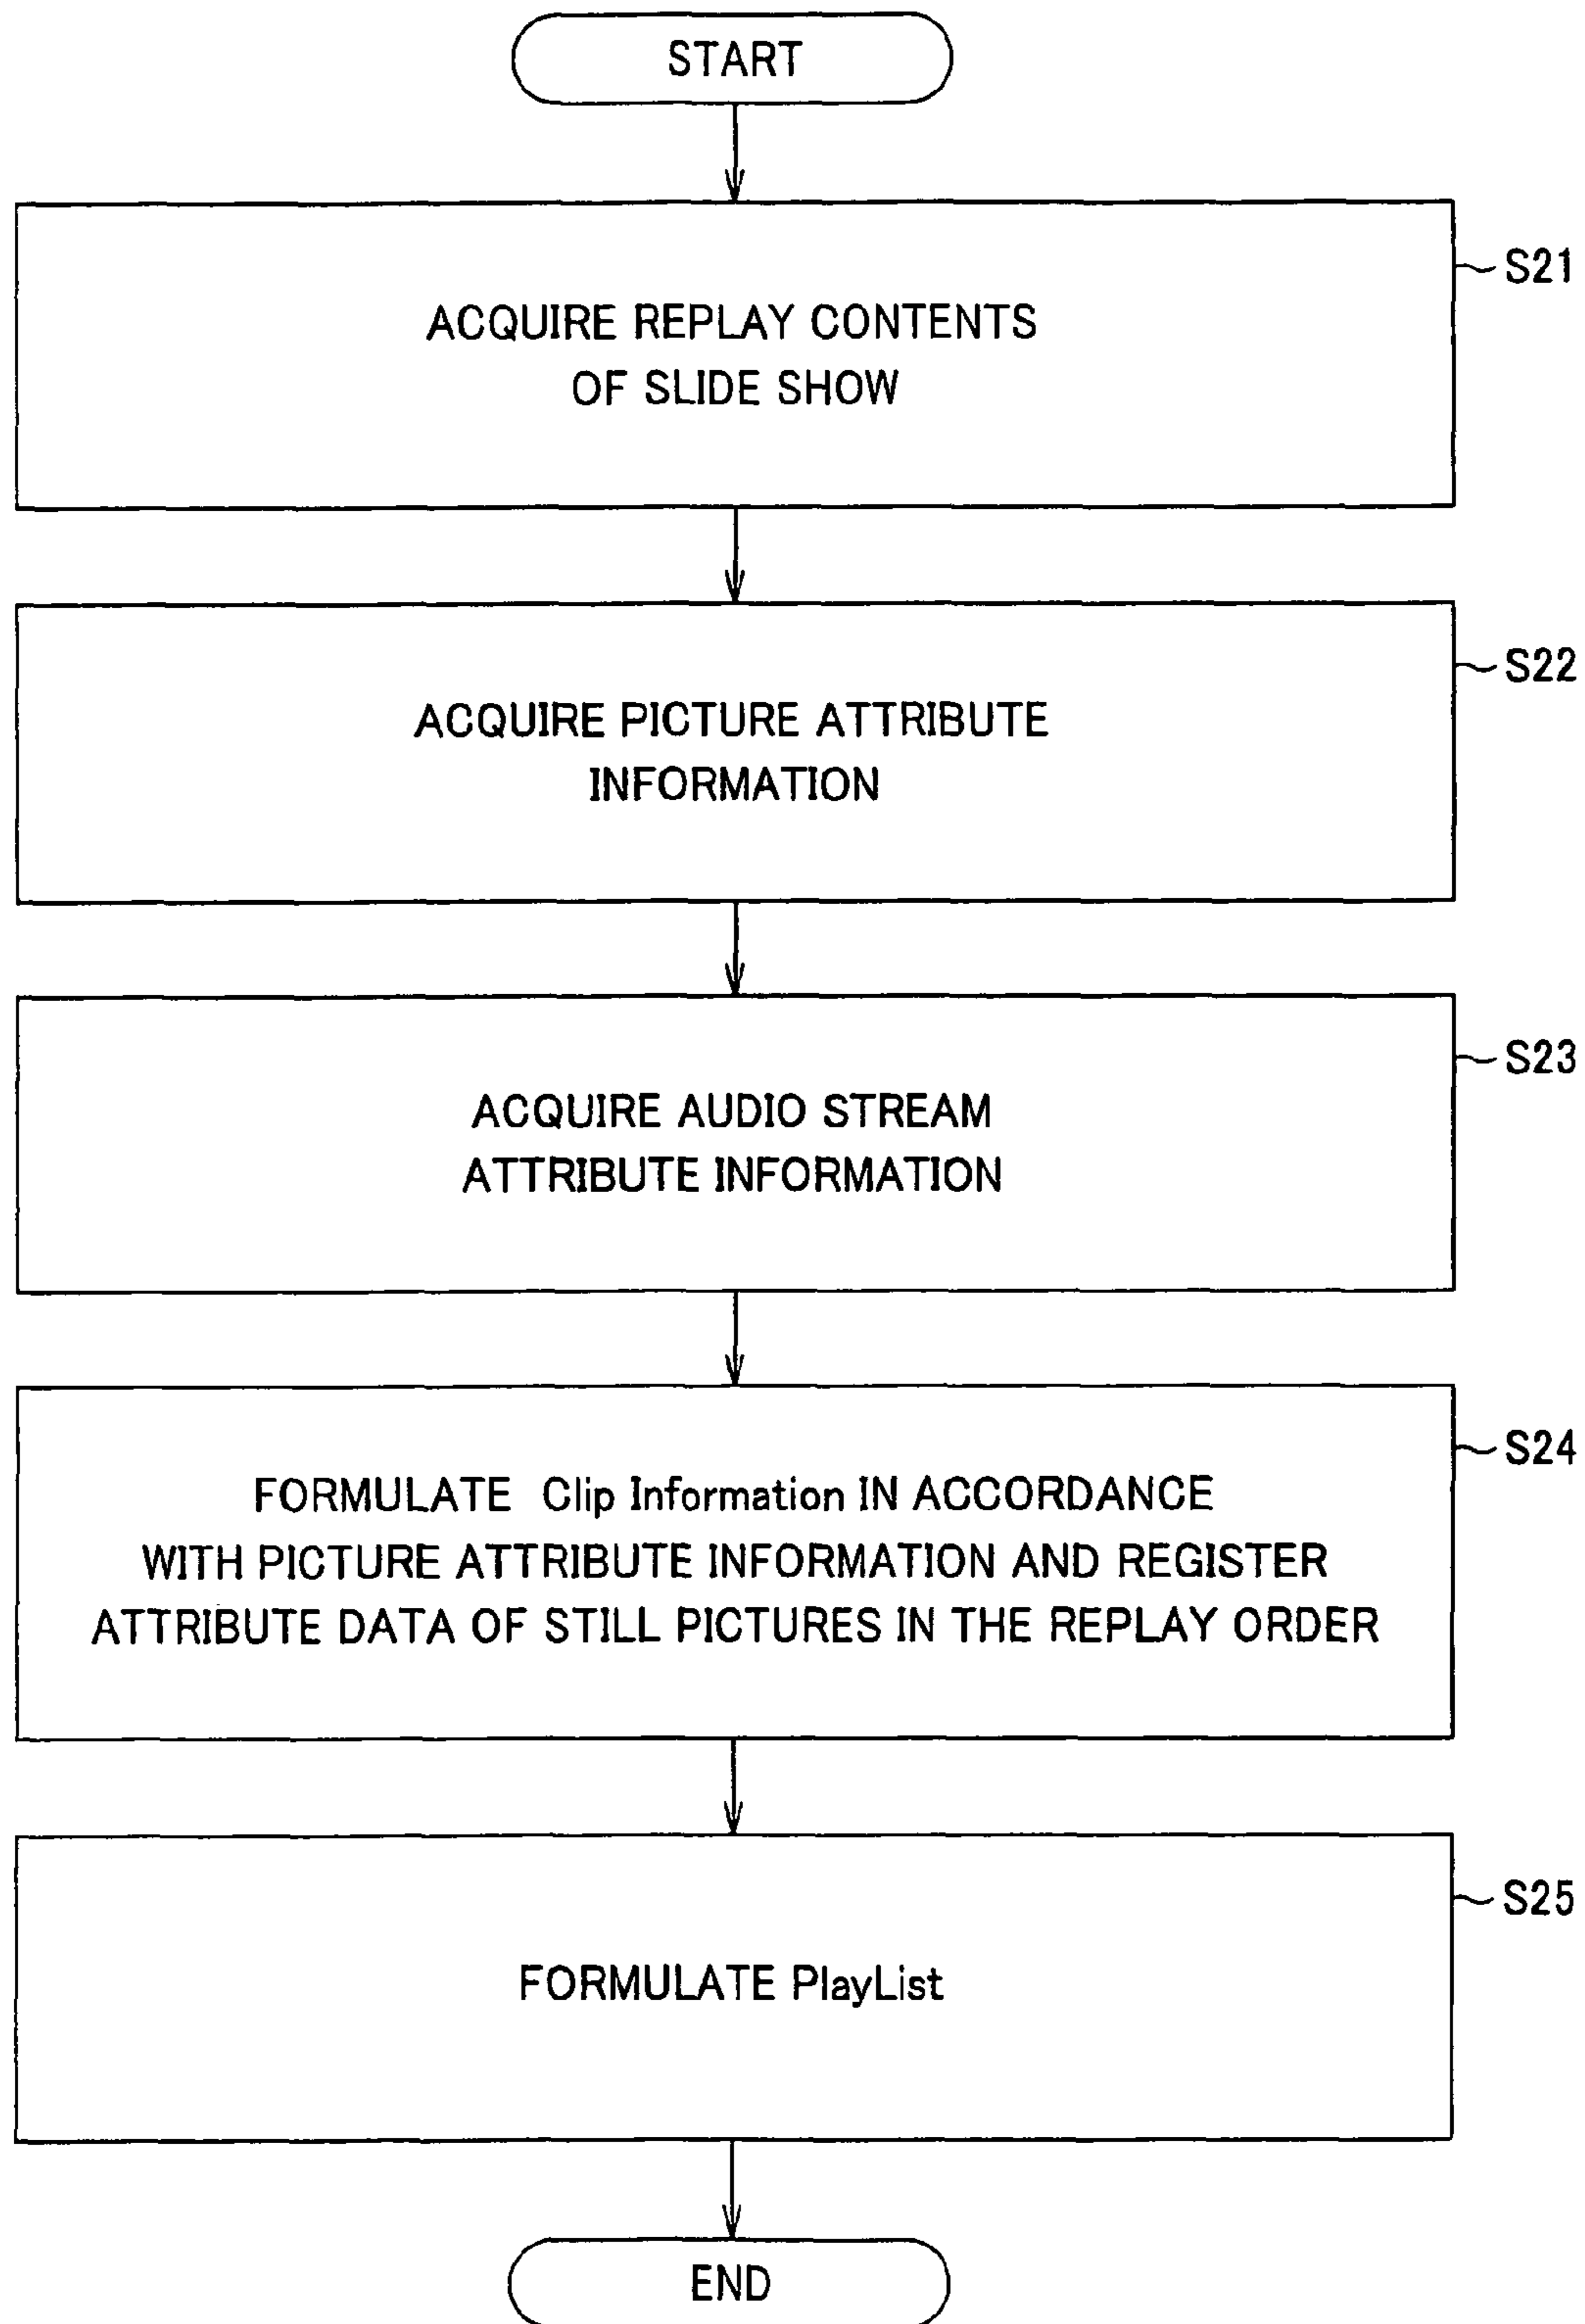 START
S21
ACQUIRE REPLAY CONTENTS
OF SLIDE SHOW
S22
ACQUIRE PICTURE ATTRIBUTE
INFORMATION
S23
ACQUIRE AUDIO STREAM
ATTRIBUTE INFORMATION
S24
FORMULATE Clip Information IN ACCORDANCE
WITH PICTURE ATTRIBUTE INFORMATION AND REGISTER
ATTRIBUTE DATA OF STILL PICTURES IN THE REPLAY ORDER
S25
FORMULATE PlayList
END